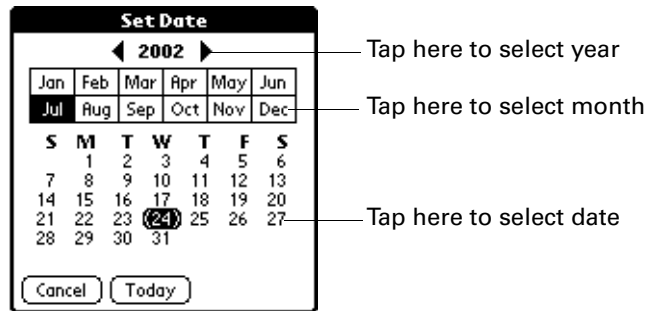 Set Date
2002
Tap here to select year
Jan Feb Mar Apr May Jun
Jul Aug Sep Oct Nov Dec
Tap here to select month
S M T W T F S
1 2 3 4 5 6
7 8 9 10 11 12 13
14 15 16 17 18 19 20
21 22 23 24 25 26 27
Tap here to select date
28 29 30 31
Cancel Today